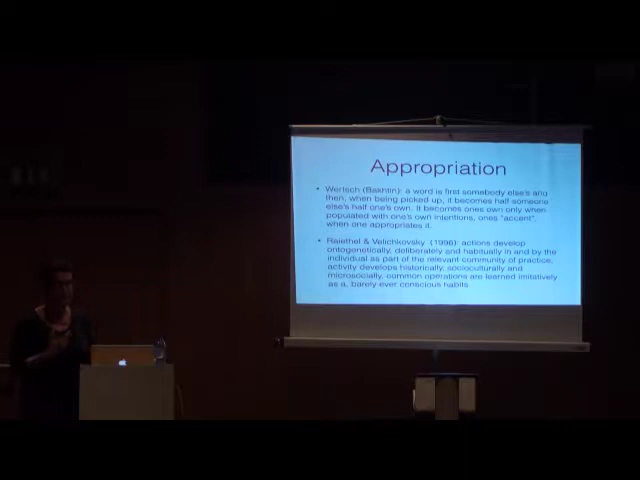 Appropriation
• Wertsch (Bakhtin): a word is first somebody else's and
then, when being picked up, it becomes half someone
else's half one's own. It becomes ones own only when
populated with one's own intentions, ones "accent",
when one appropriates it.
• Raiethel & Velichkovsky (1996) actions develop
ontogenetically, deliberately and habitually in and by the
individual as part of the relevant community of practice,
activity develops historically, socioculturally and
microsocially, common operations are learned imitatively
as a, barely ever conscious habits